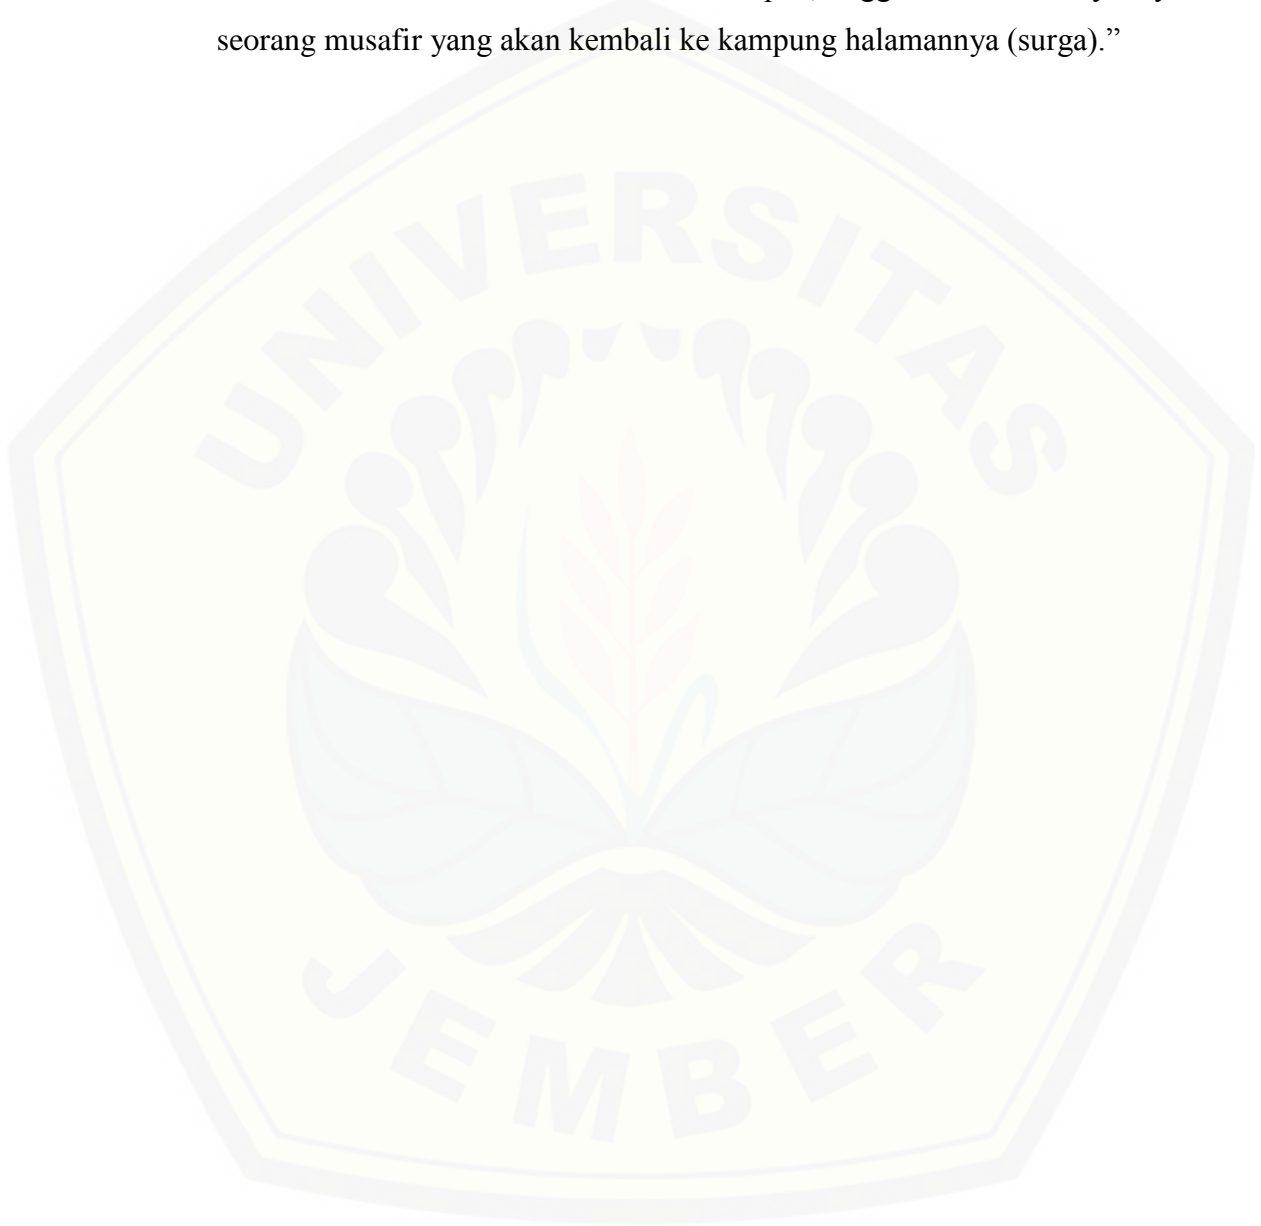 seorang musafir yang akan kembali ke kampung halamannya (surga).”
UNIVERSITAS
JEMBER